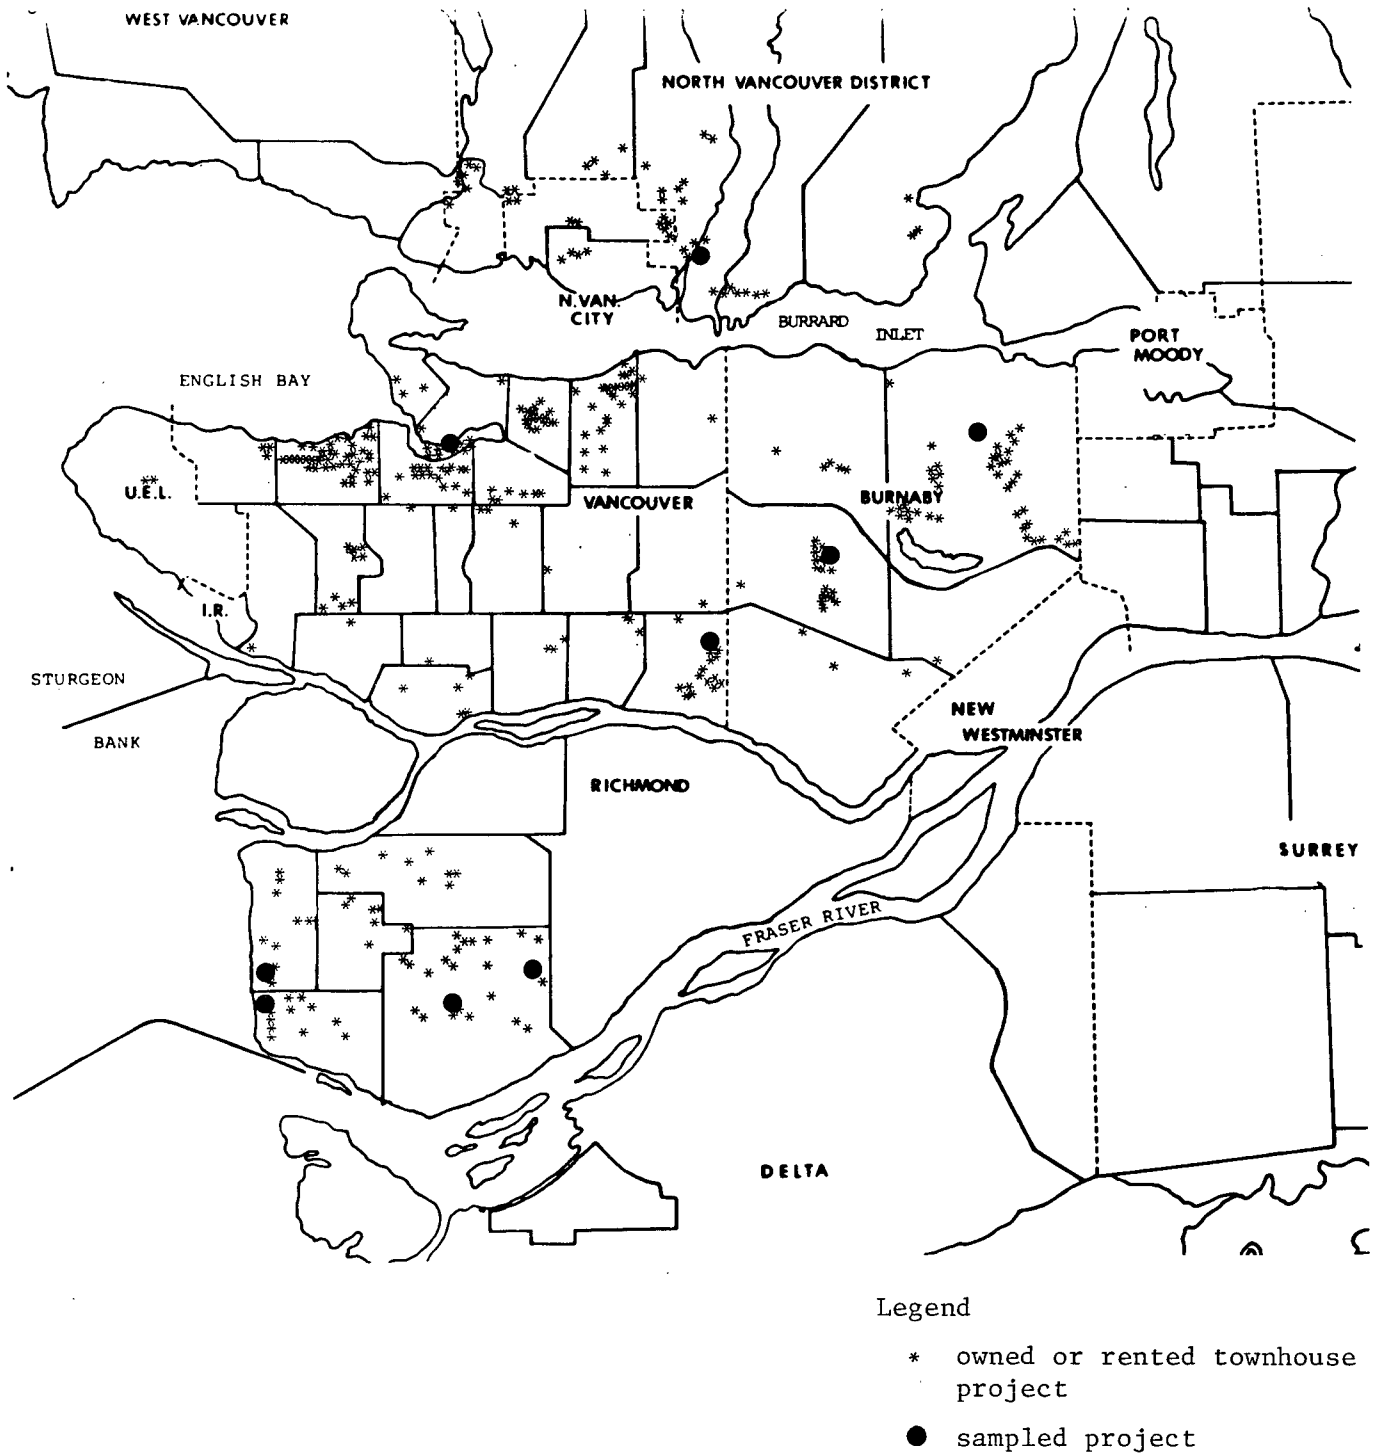 WEST VANCOUVER
NORTH VANCOUVER DISTRICT
N. VAN.
CITY
BURRARD
INLET
PORT
MOODY
ENGLISH BAY
U.E.L.
VANCOUVER
BURNABY
I.R.
STURGEON
BANK
NEW
WESTMINSTER
RICHMOND
SURREY
FRASER RIVER
DELTA
Legend
* owned or rented townhouse
project
● sampled project